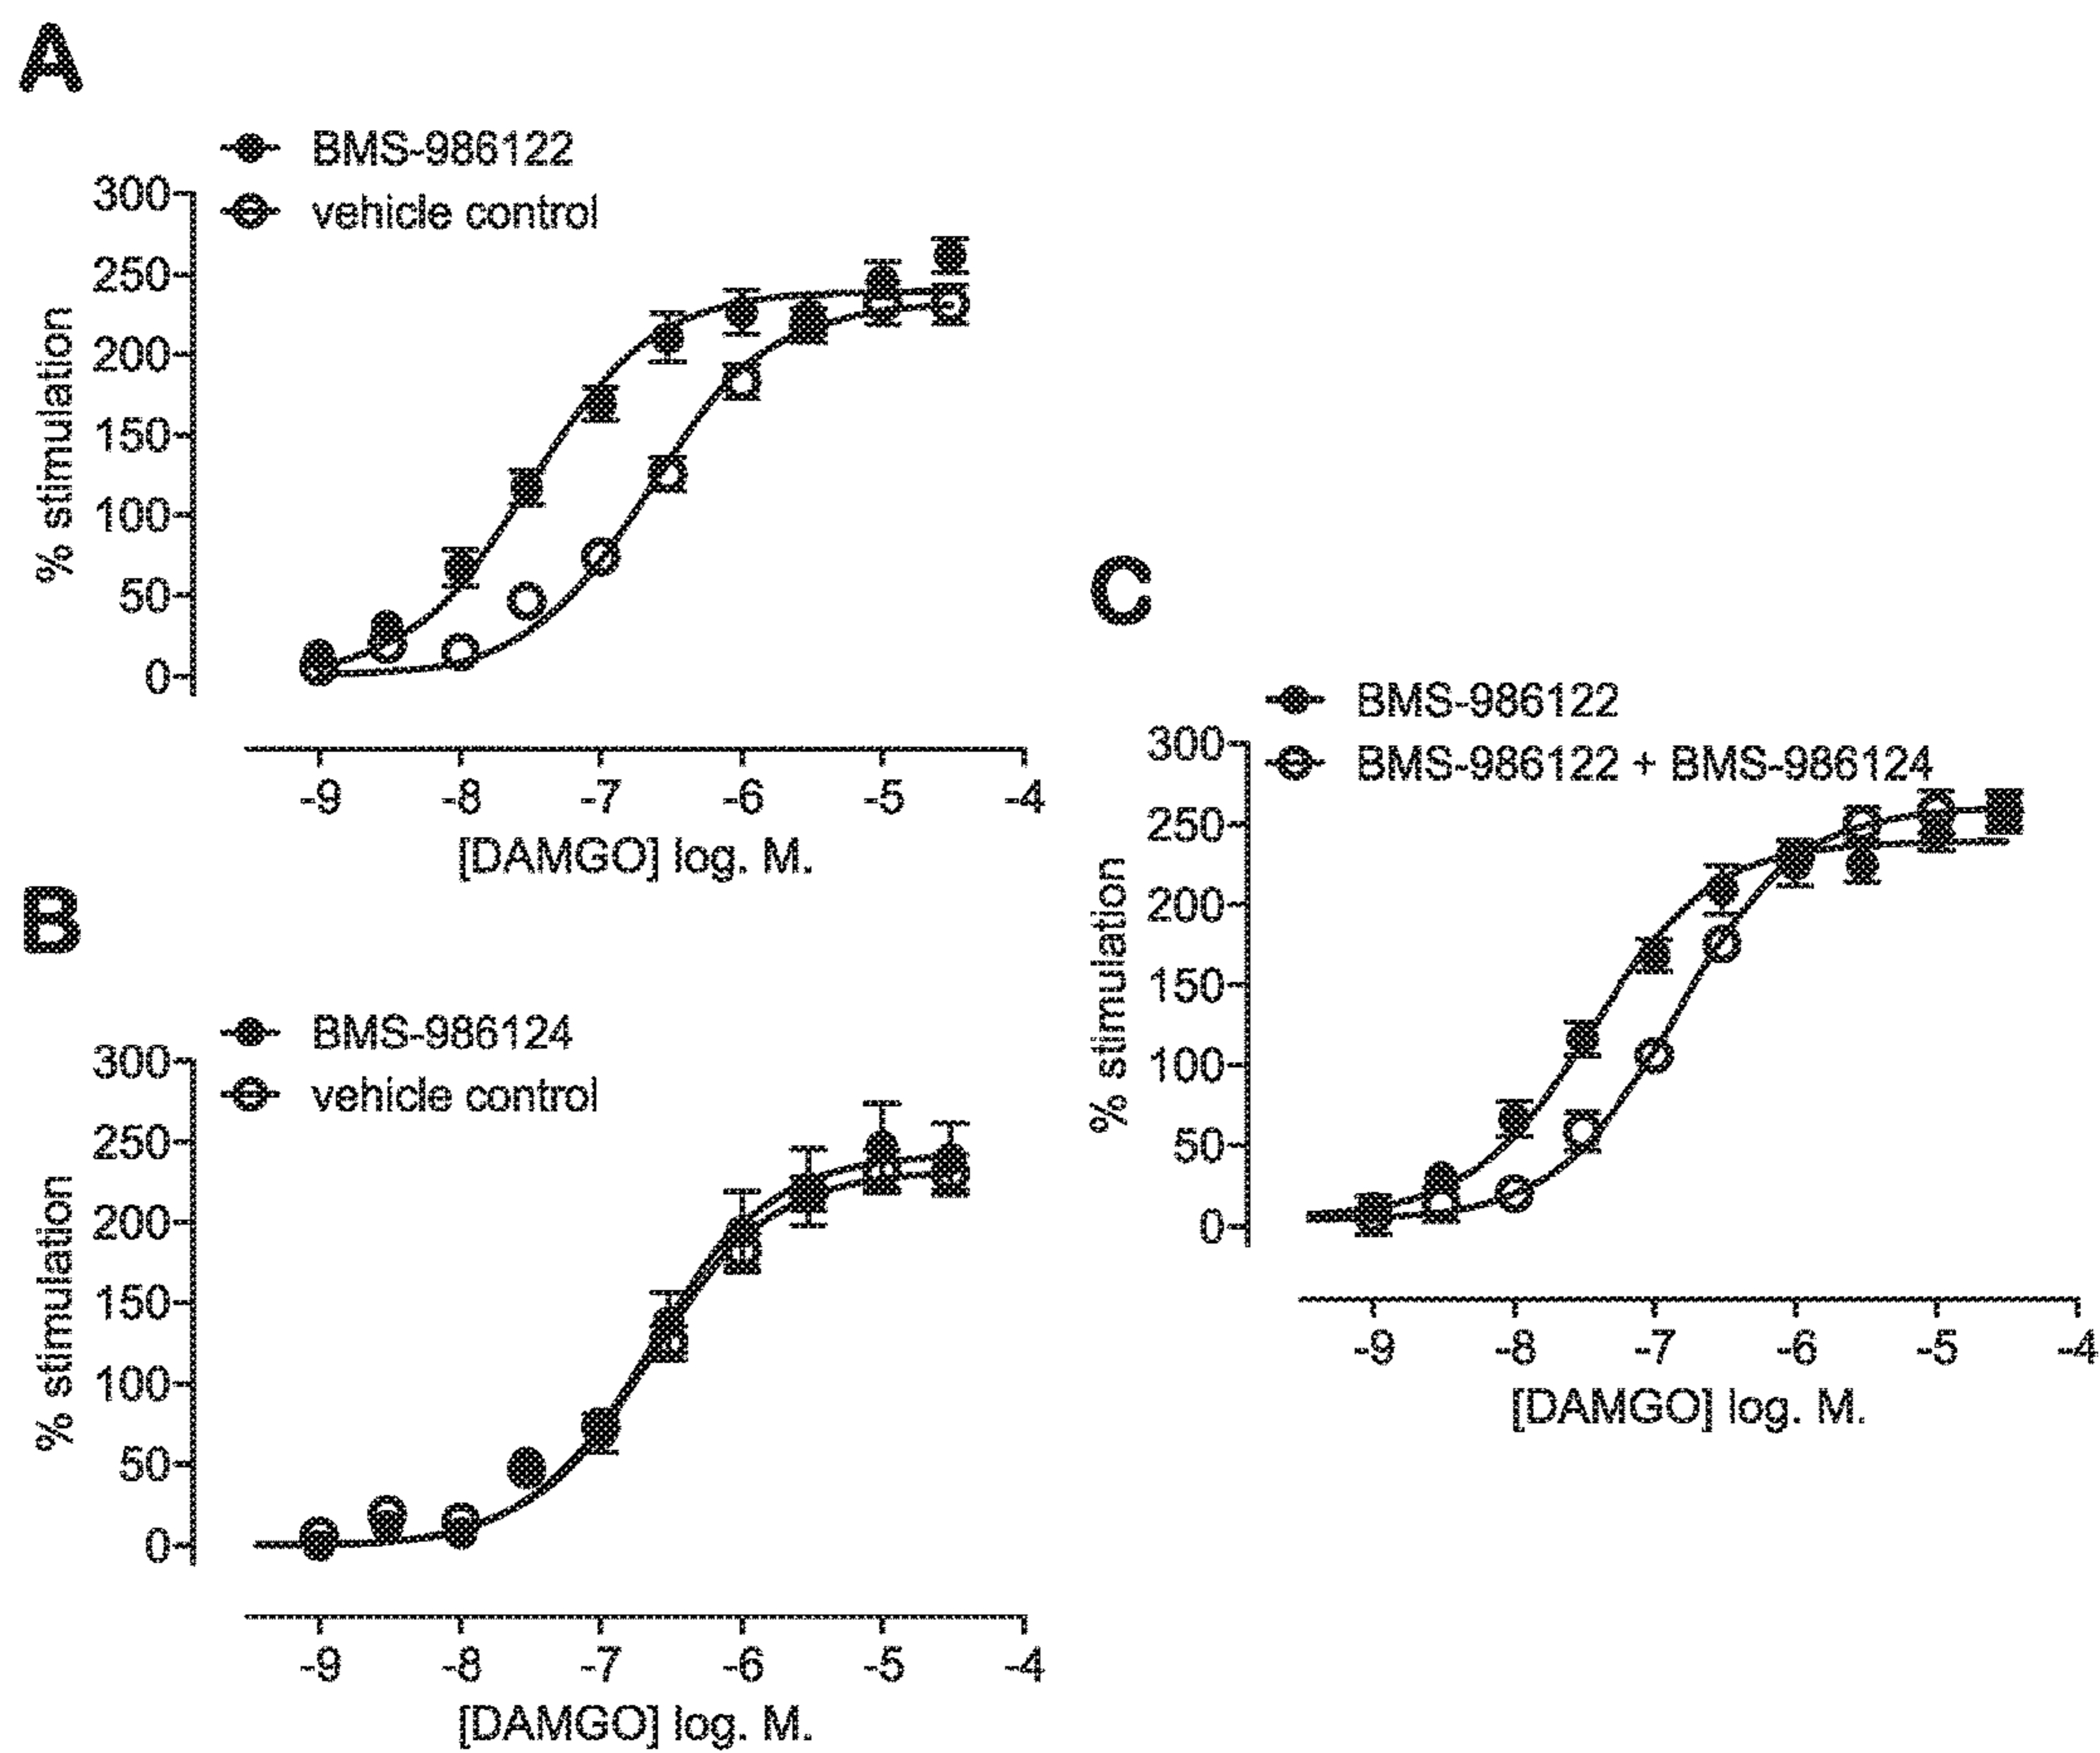 A
BMS-986122
vehicle control
300
250
200
150
100
50
0
% stimulation
-9 -8 -7 -6 -5 -4
[DAMGO] log. M.
B
BMS-986124
vehicle control
300
250
200
150
100
50
0
% stimulation
-9 -8 -7 -6 -5 -4
[DAMGO] log. M.
C
BMS-986122
BMS-986122 + BMS-986124
300
250
200
150
100
50
0
% stimulation
-9 -8 -7 -6 -5 -4
[DAMGO] log. M.